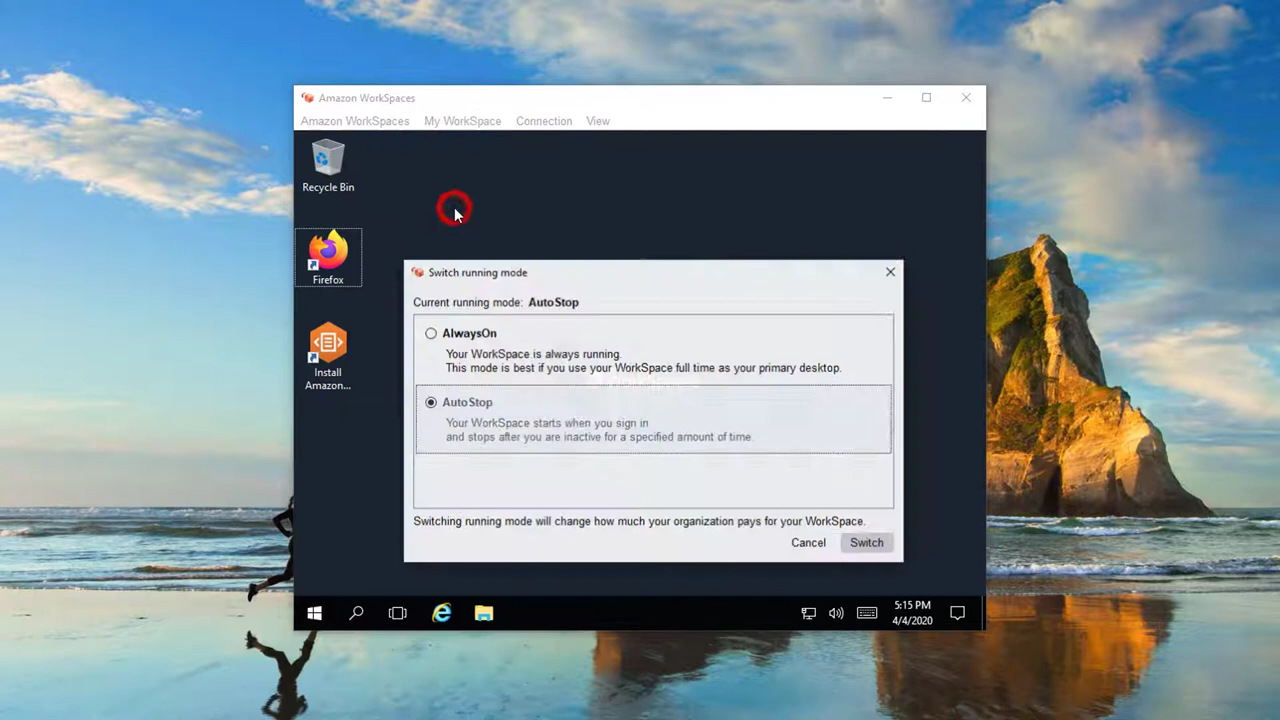 Amazon WorkSpaces
Amazon WorkSpaces My WorkSpace Connection View
Recycle Bin
Firefox
Install
Amazon...
Switch running mode
Current running mode: AutoStop
AlwaysOn
Your WorkSpace is always running.
This mode is best if you use your WorkSpace full time as your primary desktop.
AutoStop
Your WorkSpace starts when you sign in
and stops after you are inactive for a specified amount of time.
Switching running mode will change how much your organization pays for your WorkSpace.
Cancel Switch
5:15 PM
4/4/2020